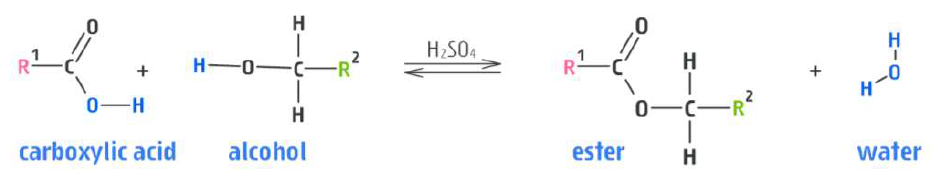 R¹—C O O—H + H—O—C—R² H H H₂SO₄ R¹—C O O—C—R² H H + H O H
carboxylic acid alcohol ester water